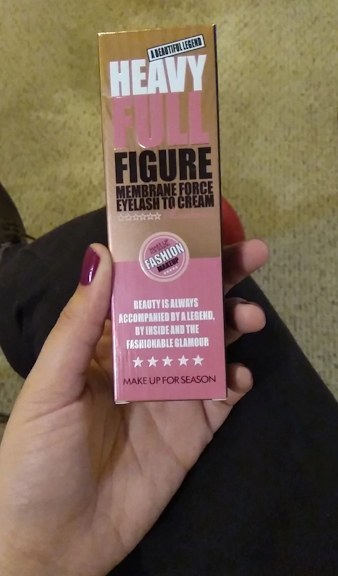 A BEAUTIFUL LEGEND
HEAVY
FULL
FIGURE
MEMBRANE FORCE
EYELASH TO CREAM
FASHION
MAKEUP
BEAUTY IS ALWAYS
ACCOMPANIED BY A LEGEND,
BY INSIDE AND THE
FASHIONABLE GLAMOUR
MAKE UP FOR SEASON